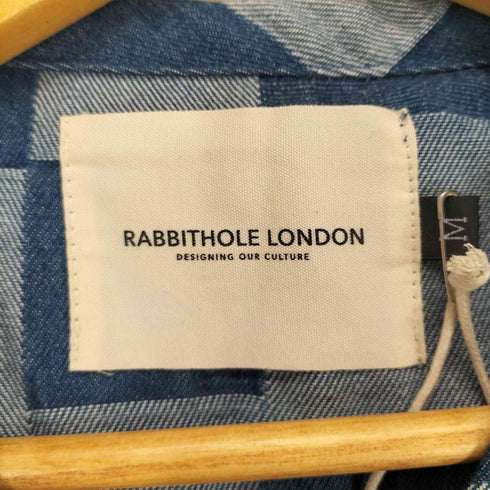 RABBITHOLE LONDON
DESIGNING OUR CULTURE
M